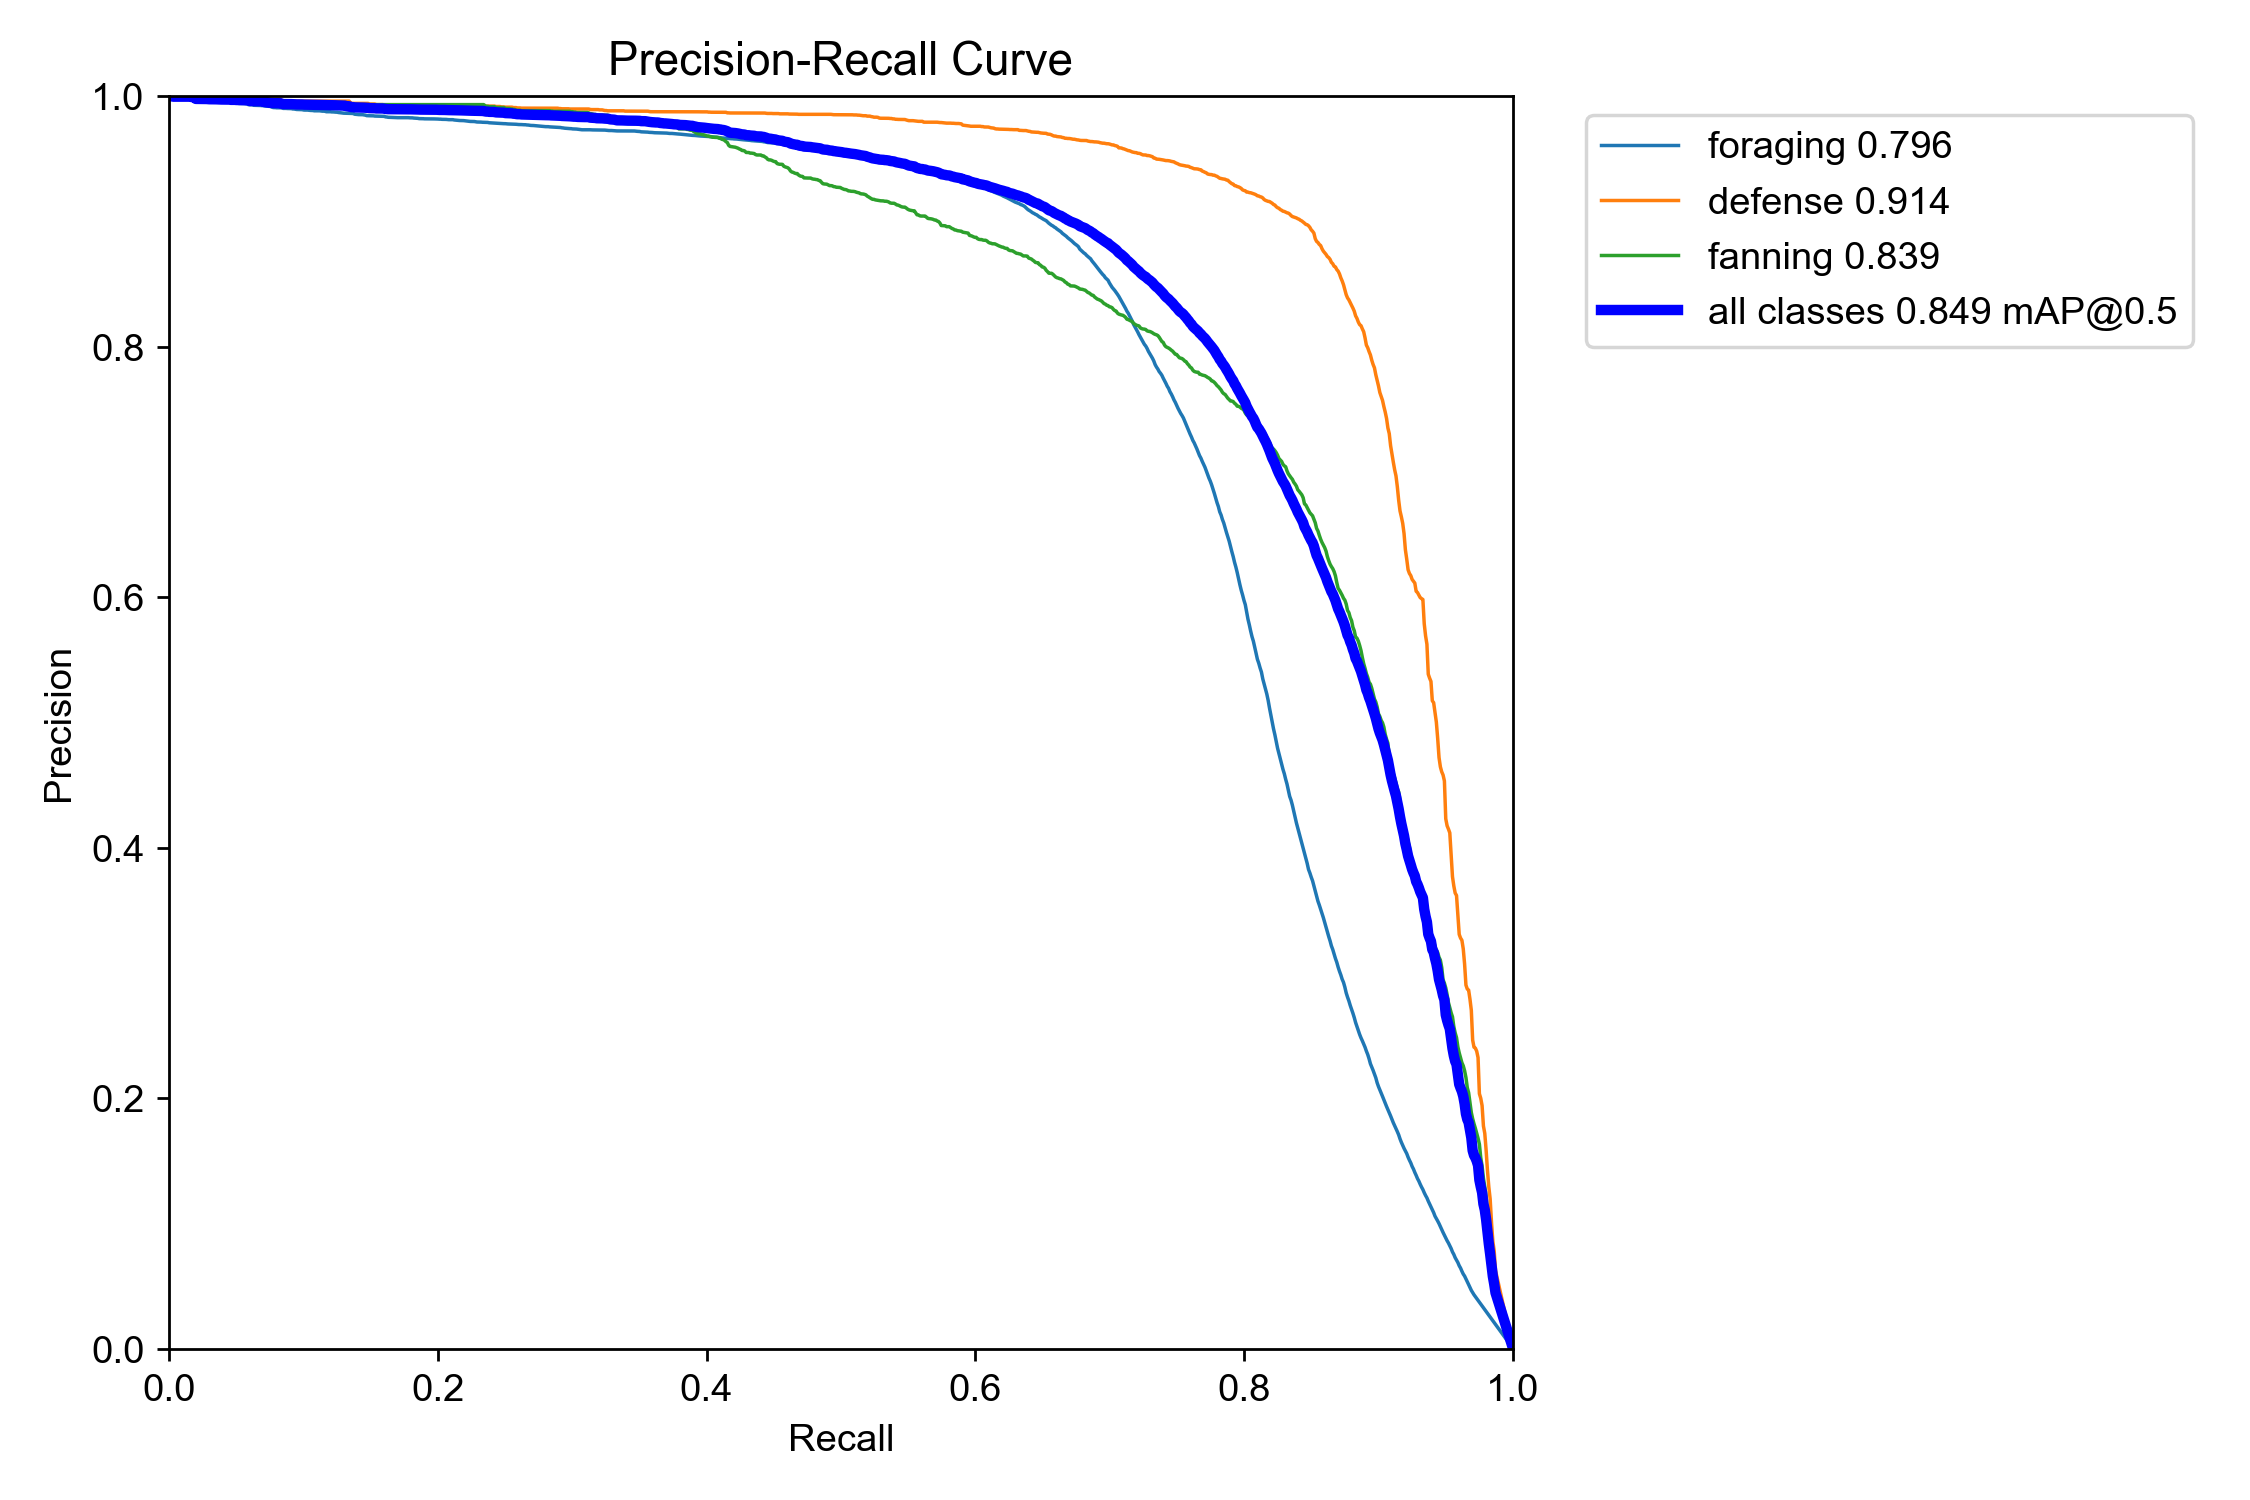 Precision-Recall Curve
1.0
0.8
0.6
0.4
0.2
0.0
Precision
0.0 0.2 0.4 0.6 0.8 1.0
Recall
foraging 0.796
defense 0.914
fanning 0.839
all classes 0.849 mAP@0.5